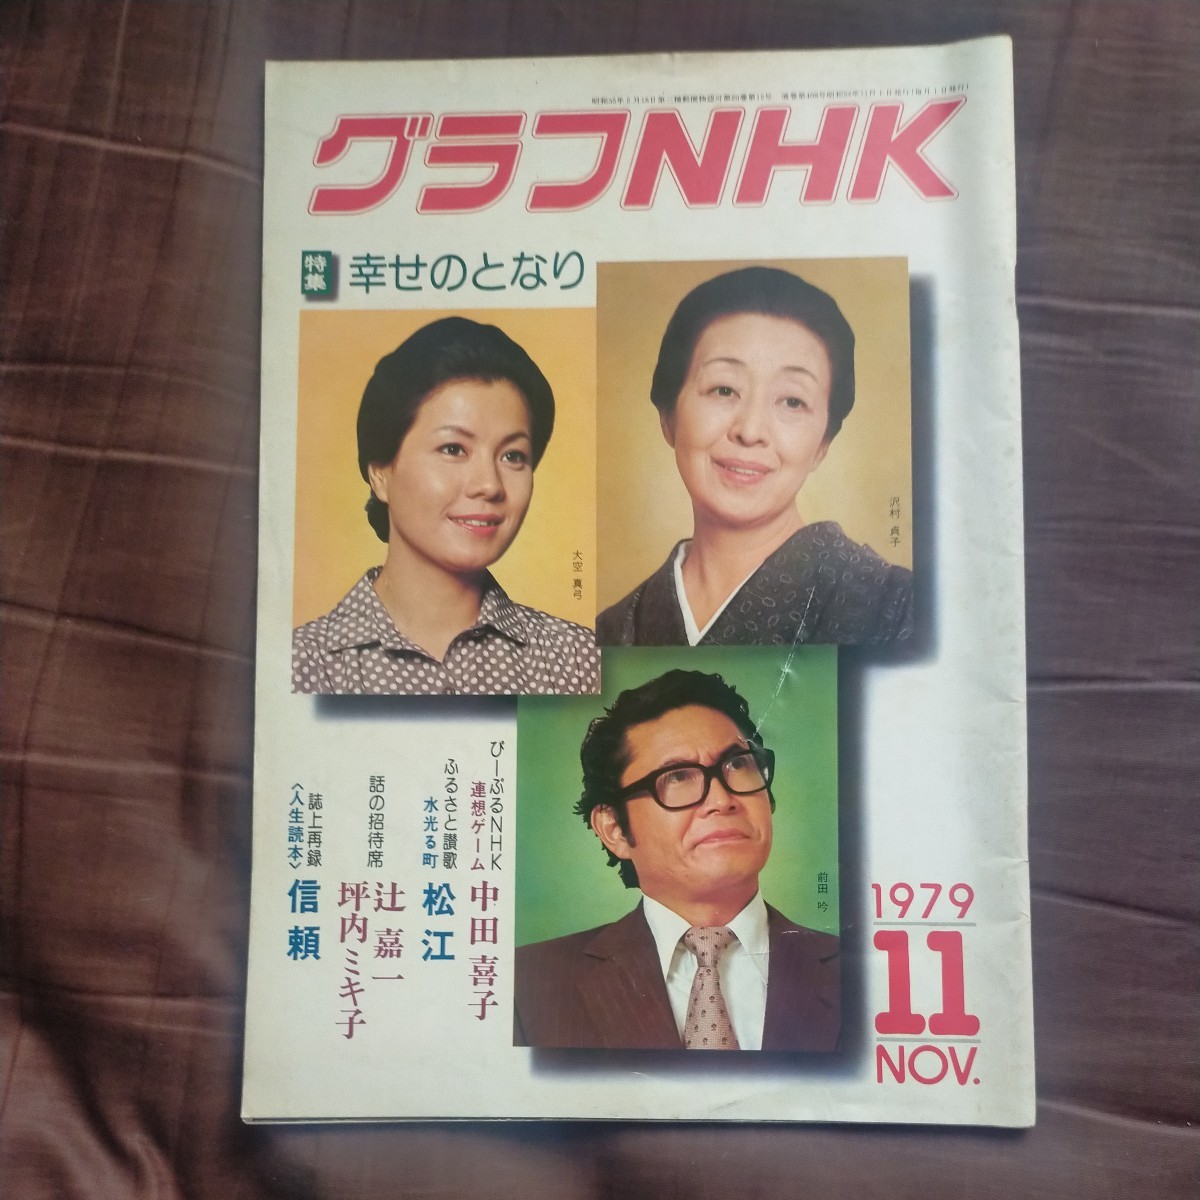 グラフNHK
特集
幸せのとなり
沢村 貞子
大空 真弓
前田 吟
びーぷるNHK
連想ゲーム 中田喜子
ふるさと讃歌
水光る町 松江
話の招待席
辻 嘉一
坪内ミキ子
誌上再録
〈人生読本〉 信頼
1979
11
NOV.